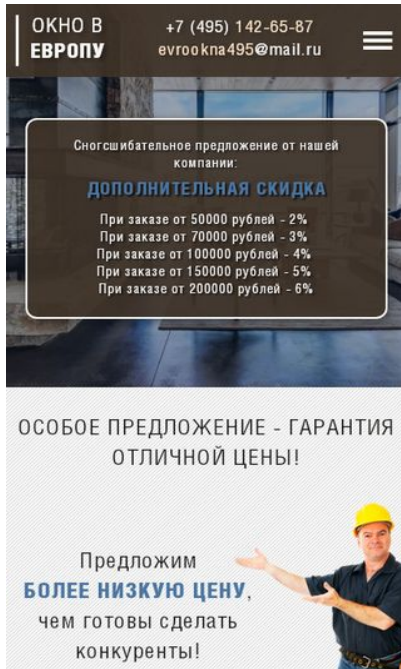 ОКНО В
ЕВРОПУ
+7 (495) 142-65-87
evrookna495@mail.ru
Сногсшибательное предложение от нашей
компании:
ДОПОЛНИТЕЛЬНАЯ СКИДКА
При заказе от 50000 рублей - 2%
При заказе от 70000 рублей - 3%
При заказе от 100000 рублей - 4%
При заказе от 150000 рублей - 5%
При заказе от 200000 рублей - 6%
ОСОБОЕ ПРЕДЛОЖЕНИЕ - ГАРАНТИЯ
ОТЛИЧНОЙ ЦЕНЫ!
Предложим
БОЛЕЕ НИЗКУЮ ЦЕНУ,
чем готовы сделать
конкуренты!